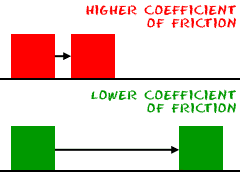 HIGHER COEFFICIENT
OF FRICTION
LOWER COEFFICIENT
OF FRICTION